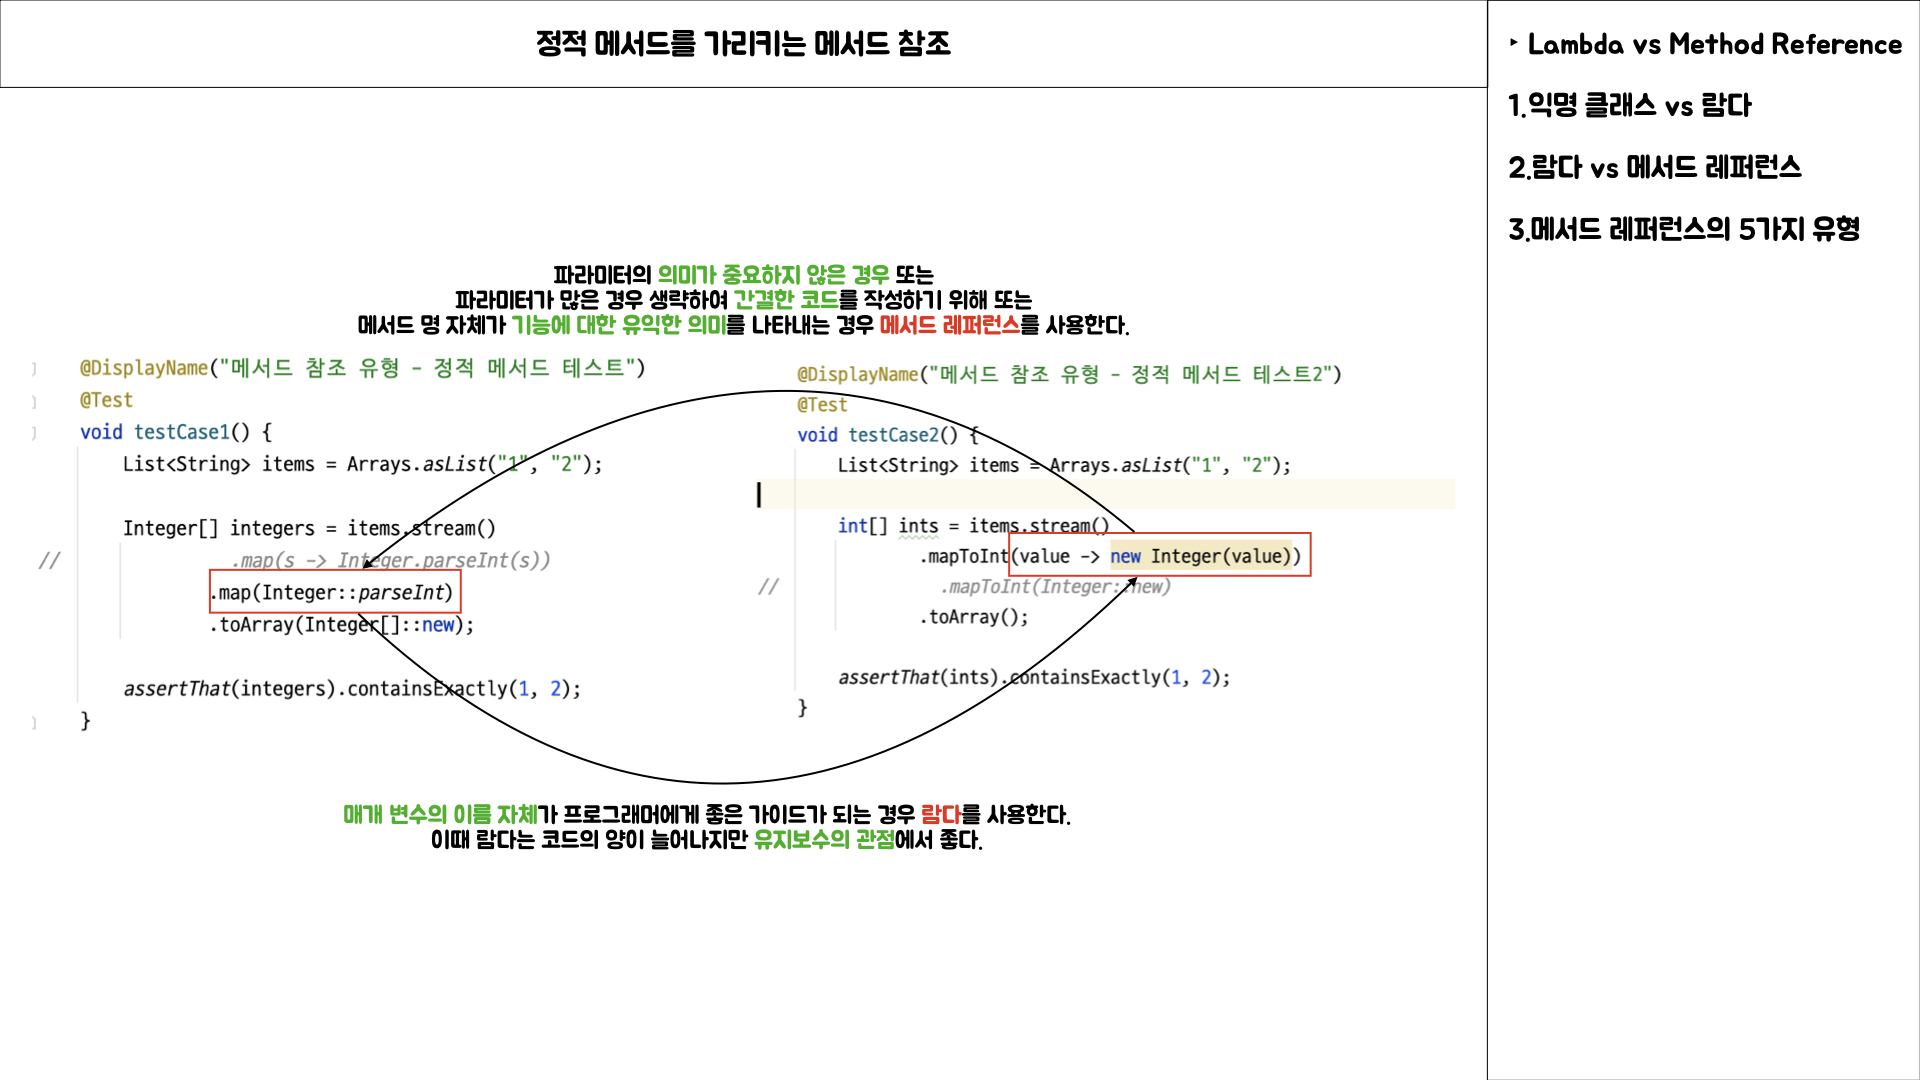 정적 메서드를 가리키는 메서드 참조
파라미터의 의미가 중요하지 않은 경우 또는
파라미터가 많은 경우 생략하여 간결한 코드를 작성하기 위해 또는
메서드 명 자체가 기능에 대한 유익한 의미를 나타내는 경우 메서드 레퍼런스를 사용한다.
@DisplayName("메서드 참조 유형 - 정적 메서드 테스트")
@Test
void testCase1() {
List<String> items = Arrays.asList("1", "2");
Integer[] integers = items.stream()
// .map(s -> Integer.parseInt(s))
.map(Integer::parseInt)
.toArray(Integer[]::new);
assertThat(integers).containsExactly(1, 2);
}
@DisplayName("메서드 참조 유형 - 정적 메서드 테스트2")
@Test
void testCase2() {
List<String> items = Arrays.asList("1", "2");
int[] ints = items.stream()
.mapToInt(value -> new Integer(value))
// .mapToInt(Integer::new)
.toArray();
assertThat(ints).containsExactly(1, 2);
}
매개 변수의 이름 자체가 프로그래머에게 좋은 가이드가 되는 경우 람다를 사용한다.
이때 람다는 코드의 양이 늘어나지만 유지보수의 관점에서 좋다.
‣ Lambda vs Method Reference
1.익명 클래스 vs 람다
2.람다 vs 메서드 레퍼런스
3.메서드 레퍼런스의 5가지 유형